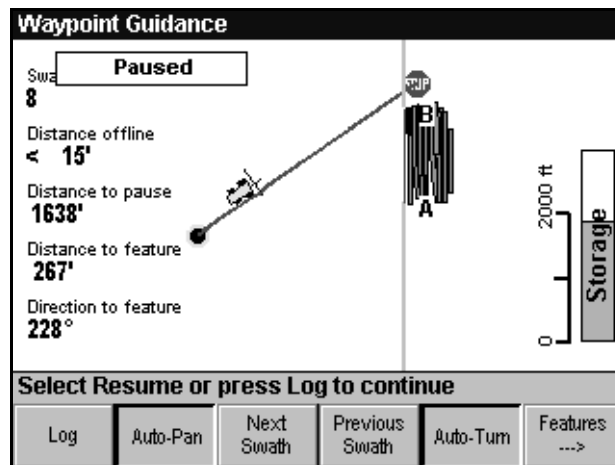 Waypoint Guidance
Paused
Swa
8
Distance offline
< 15'
Distance to pause
1638'
Distance to feature
267'
Direction to feature
228°
STOP
B
A
2000 ft
0
Storage
Select Resume or press Log to continue
Log
Auto-Pan
Next
Swath
Previous
Swath
Auto-Turn
Features
--->